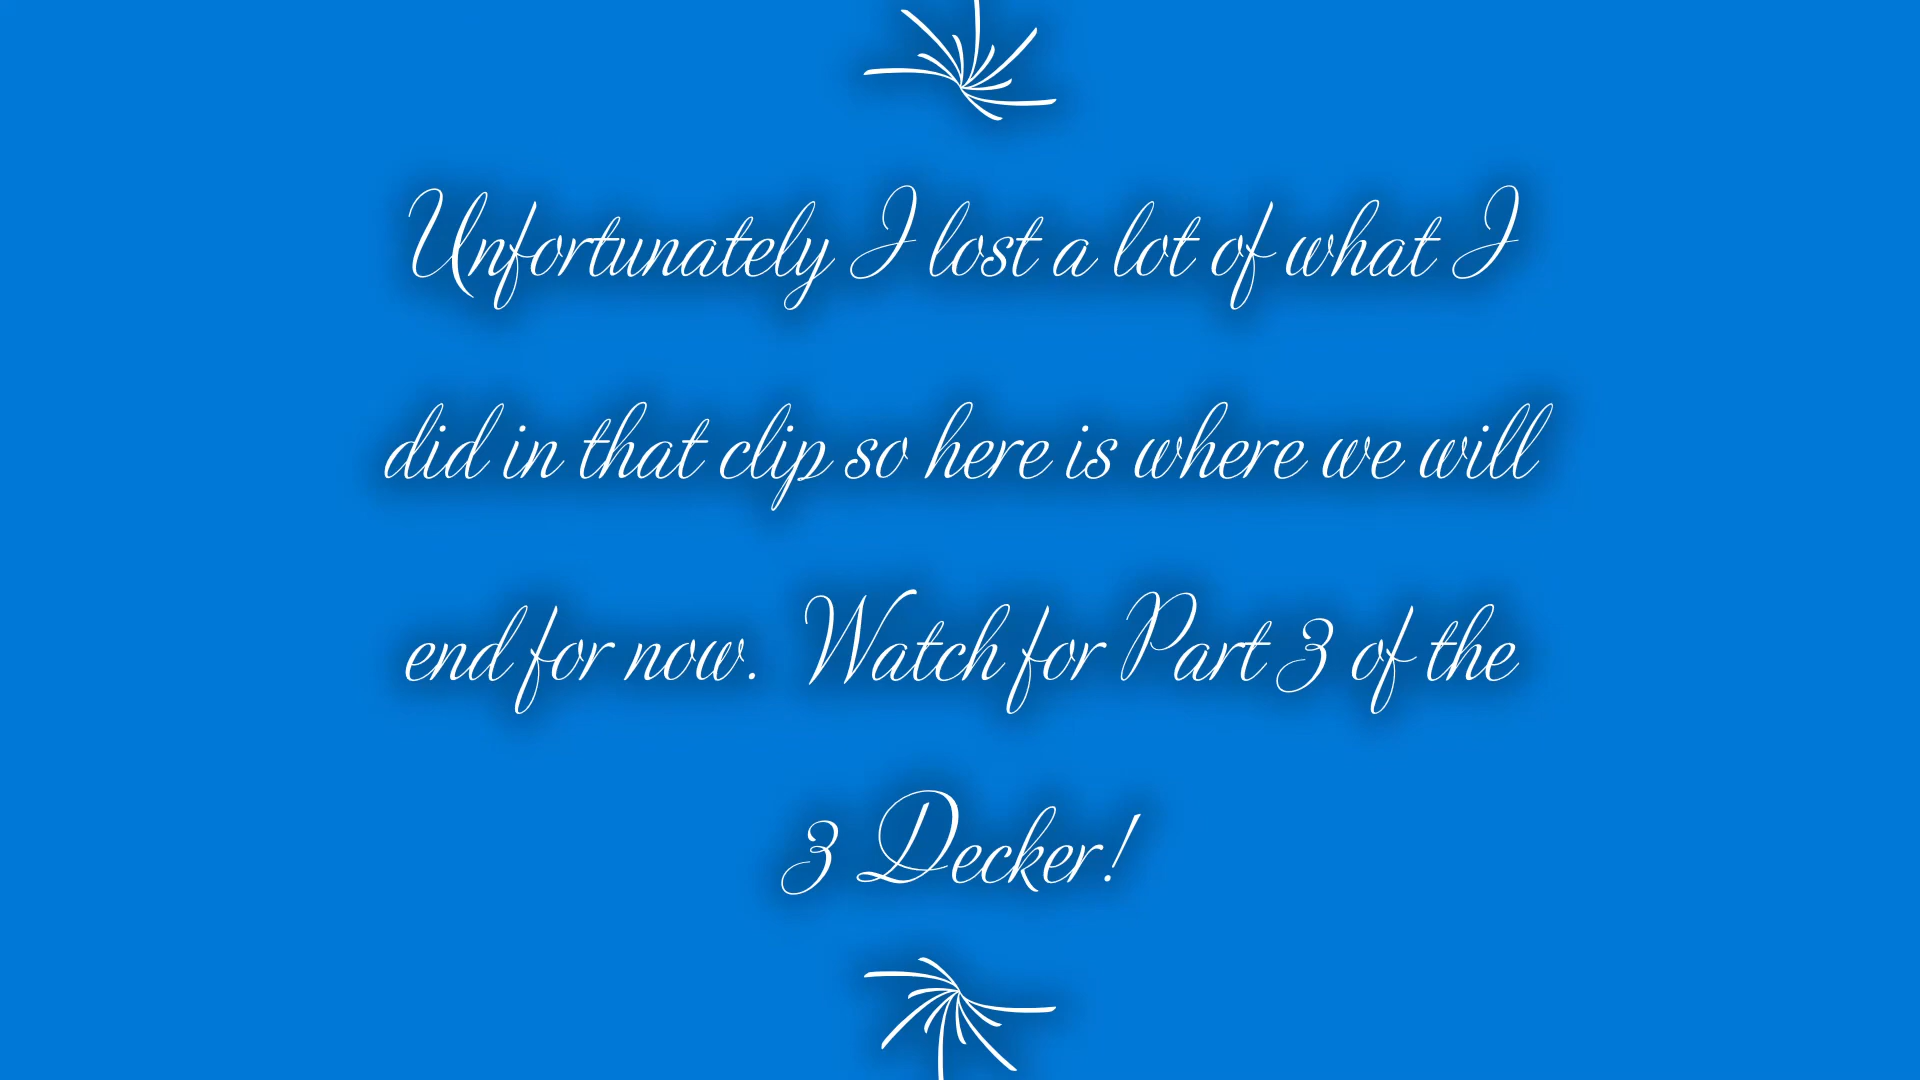 Unfortunately I lost a lot of what I
did in that clip so here is where we will
end for now. Watch for Part 3 of the
3 Decker!